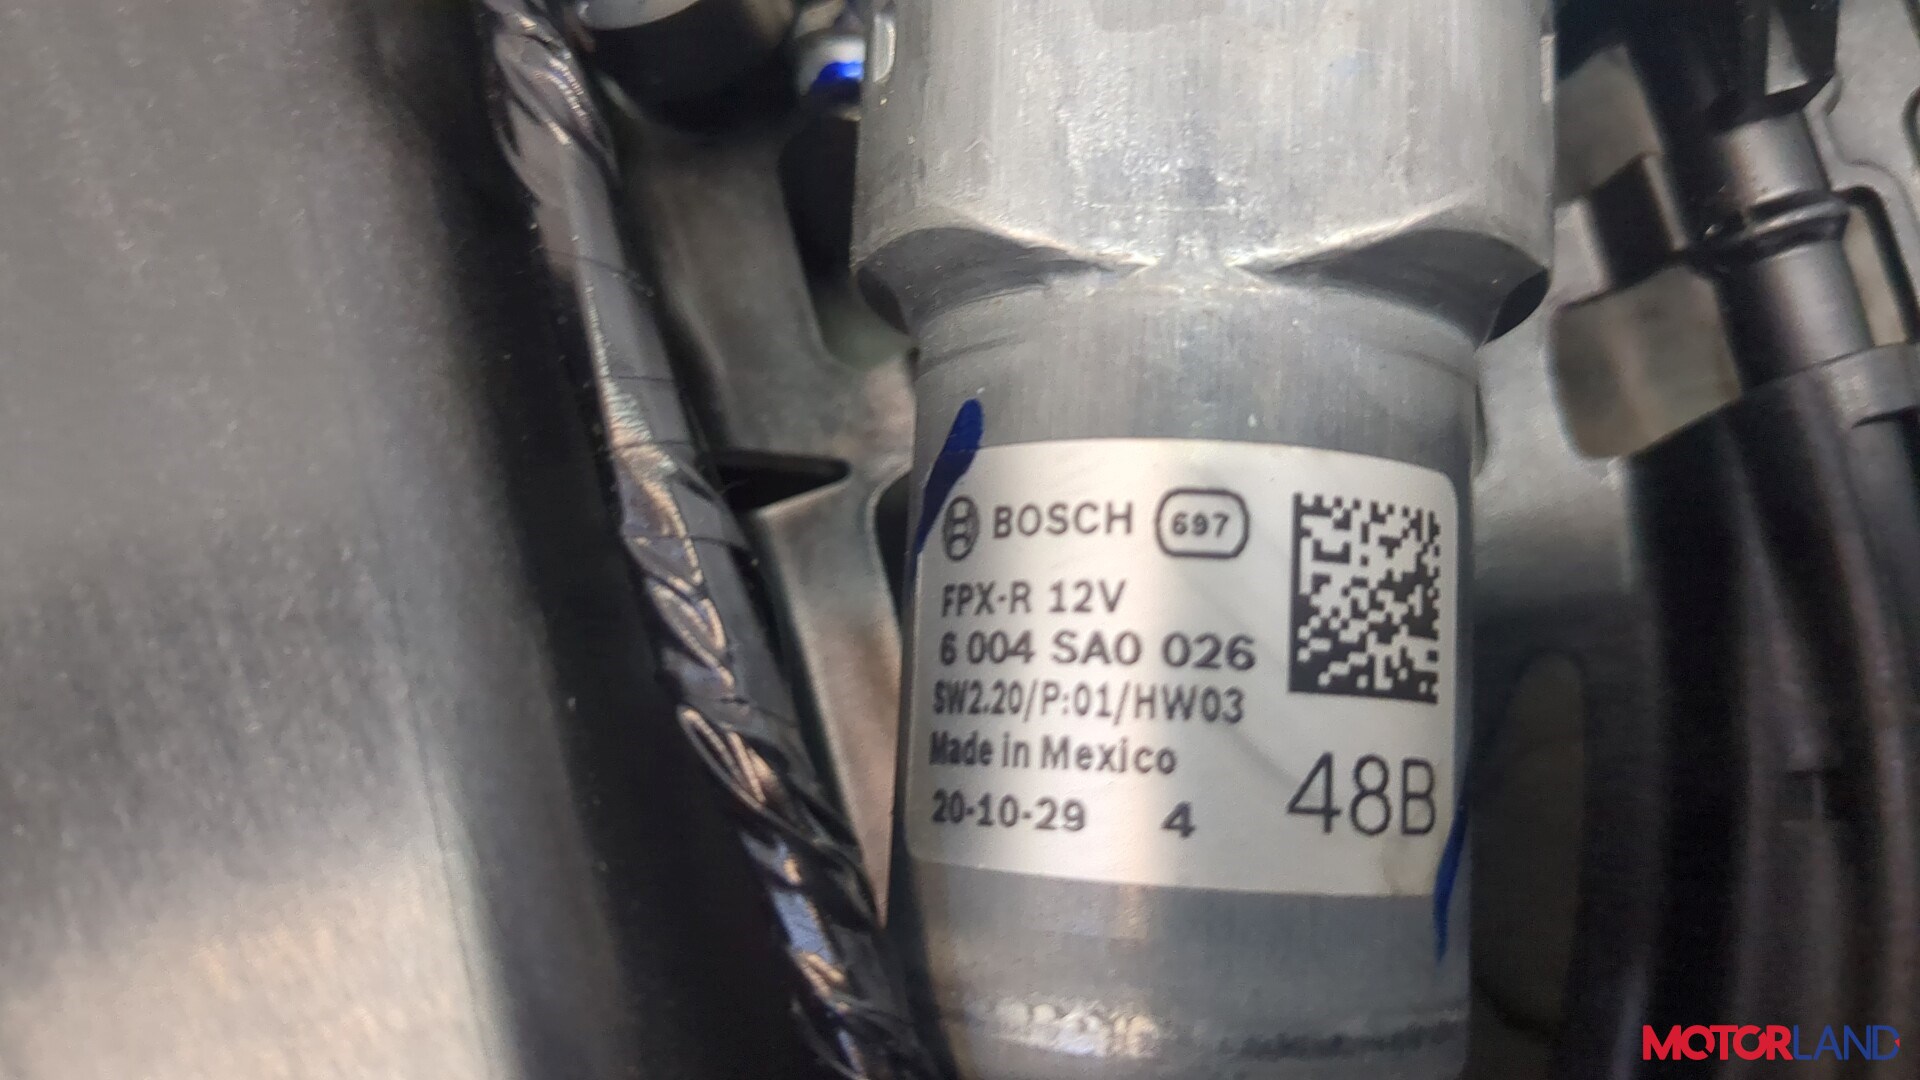 BOSCH 697
FPX-R 12V
6 004 SA0 026
SW2.20/P:01/HW03
Made in Mexico
20-10-29 4 48B
MOTORLAND